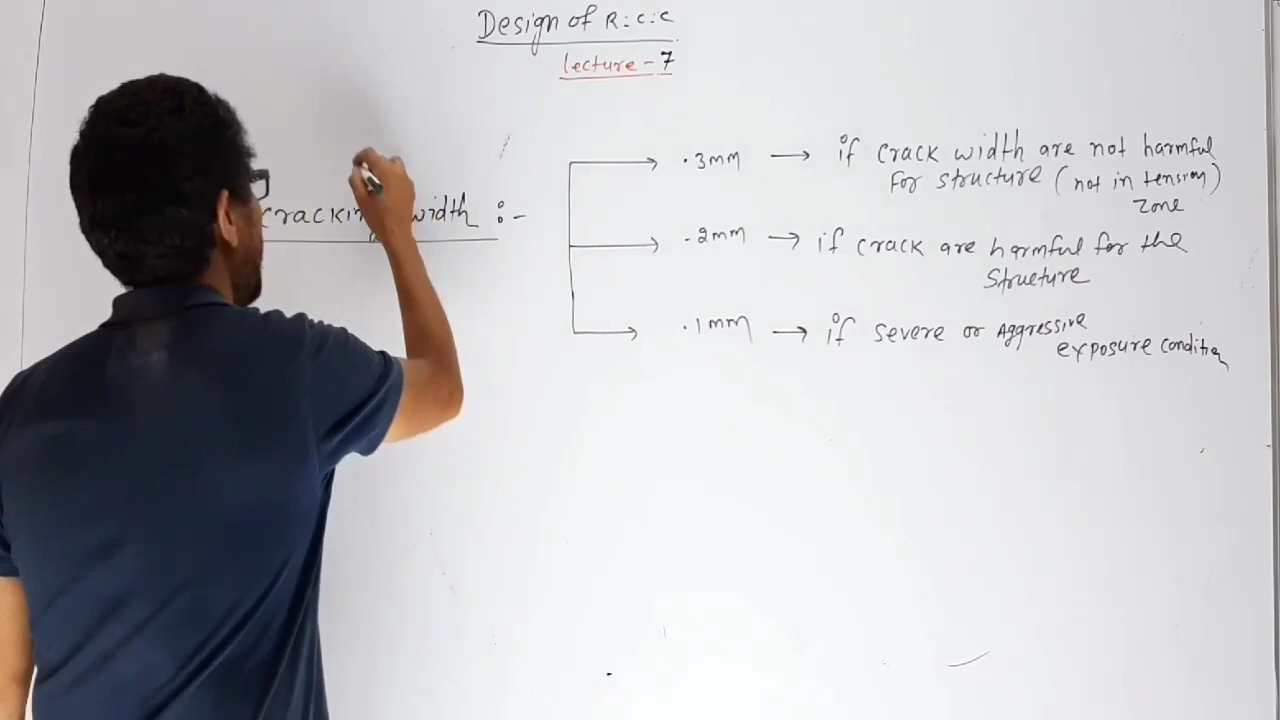 Design of R.C.C
lecture - 7
cracking width :-
.3mm → if crack width are not harmful
for structure (not in tension)
zone
.2mm → if crack are harmful for the
structure
.1mm → if severe or Aggressive
exposure condition